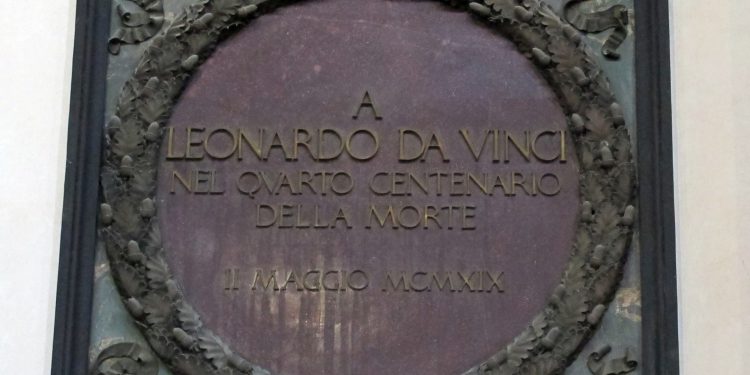 A
LEONARDO DA VINCI
NEL QVARTO CENTENARIO
DELLA MORTE
II MAGGIO MCMXIX